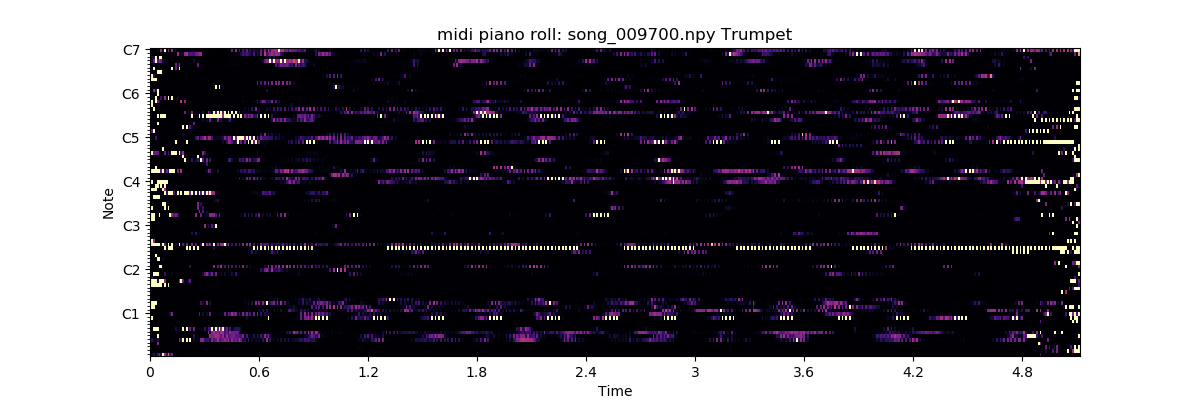 midi piano roll: song_009700.npy Trumpet
C7
C6
C5
C4
C3
C2
C1
Note
0 0.6 1.2 1.8 2.4 3 3.6 4.2 4.8
Time